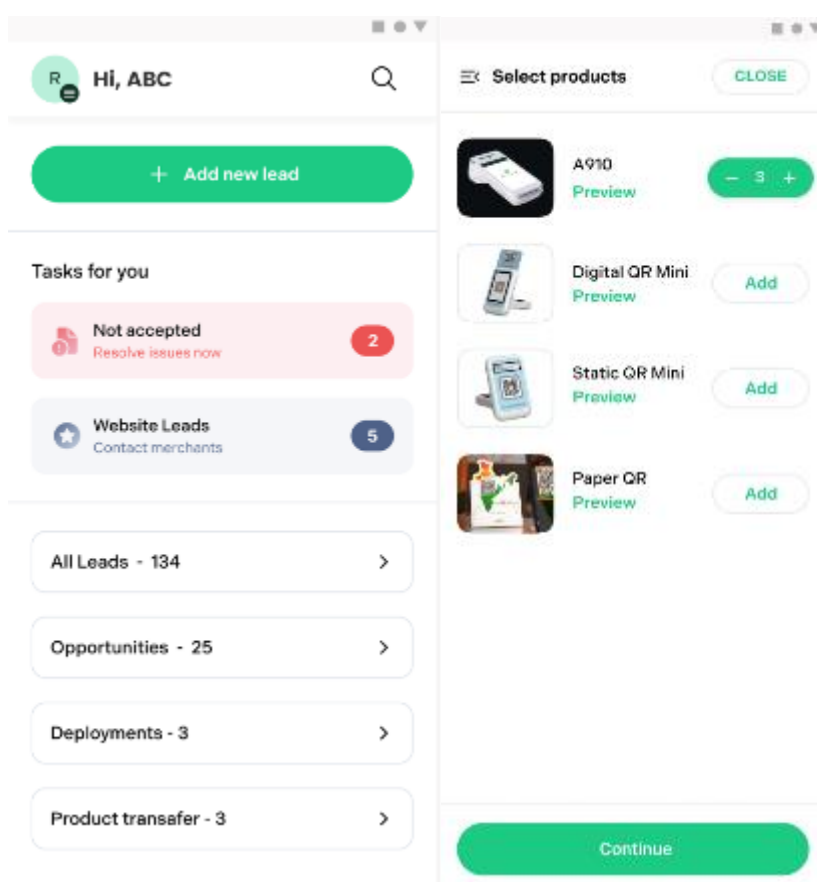 R
Hi, ABC
+ Add new lead
Tasks for you
Not accepted
Resolve issues now
2
Website Leads
Contact merchants
5
All Leads - 134
Opportunities - 25
Deployments - 3
Product transafer - 3
Select products
CLOSE
A910
Preview
- 3 +
Digital QR Mini
Preview
Add
Static QR Mini
Preview
Add
Paper QR
Preview
Add
Continue